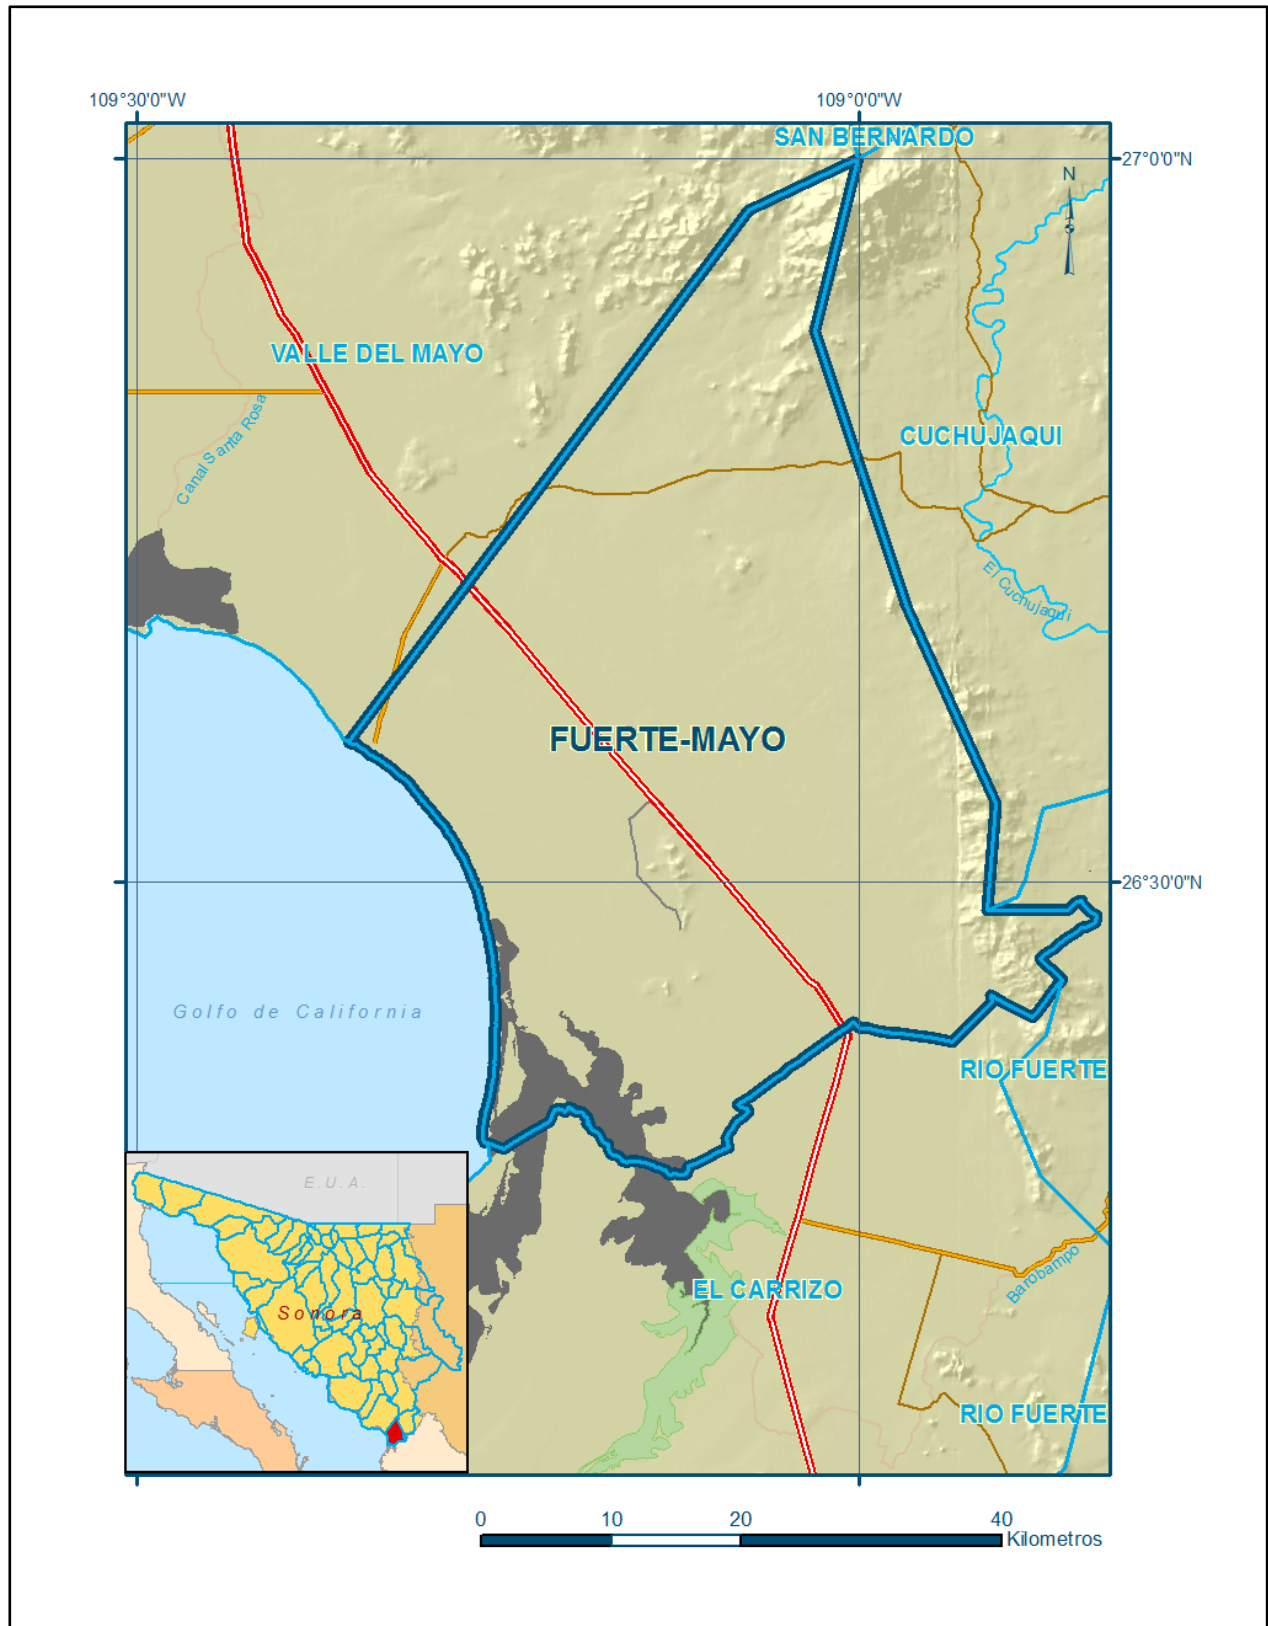 109°30'0"W
109°0'0"W
SAN BERNARDO
27°0'0"N
N
VALLE DEL MAYO
Canal Santa Rosa
CUCHUJAQUI
El Cuchujaqui
FUERTE-MAYO
26°30'0"N
Golfo de California
RIO FUERTE
E.U.A.
Sonora
EL CARRIZO
Barobampo
RIO FUERTE
0 10 20 40
Kilometros